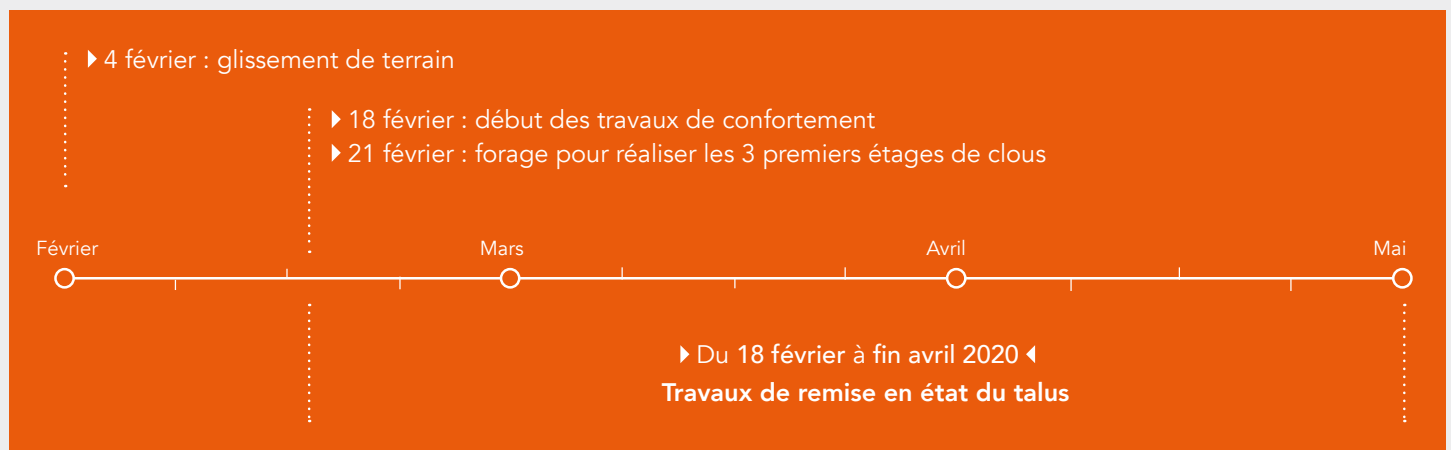 4 février : glissement de terrain
18 février : début des travaux de confortement
21 février : forage pour réaliser les 3 premiers étages de clous
Février Mars Avril Mai
Du 18 février à fin avril 2020
Travaux de remise en état du talus